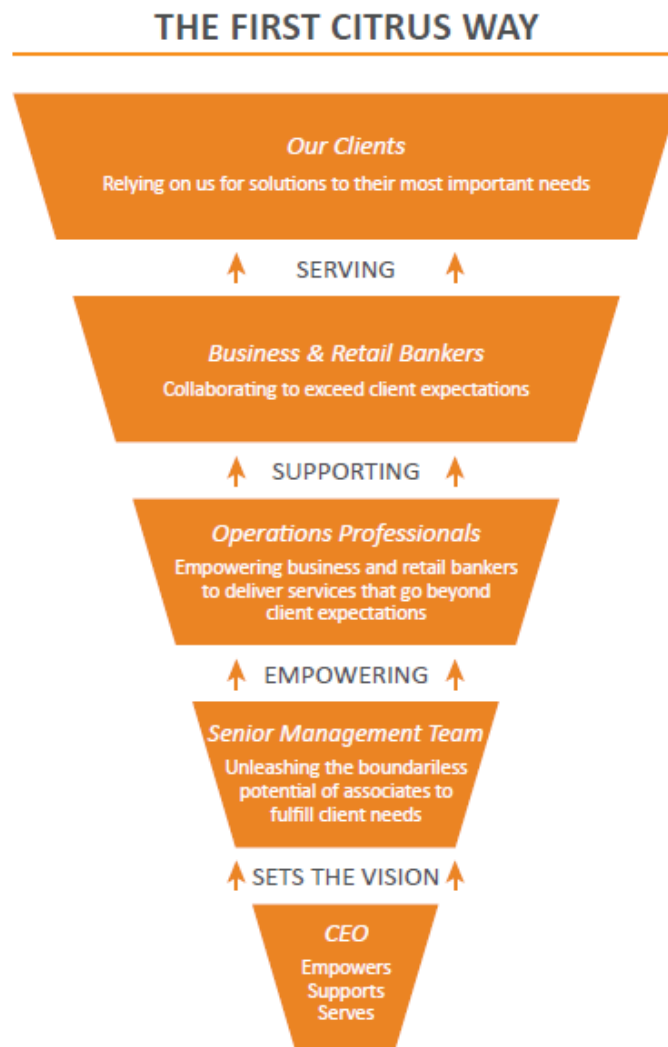 THE FIRST CITRUS WAY
Our Clients
Relying on us for solutions to their most important needs
SERVING
Business & Retail Bankers
Collaborating to exceed client expectations
SUPPORTING
Operations Professionals
Empowering business and retail bankers
to deliver services that go beyond
client expectations
EMPOWERING
Senior Management Team
Unleashing the boundariless
potential of associates to
fulfill client needs
SETS THE VISION
CEO
Empowers
Supports
Serves